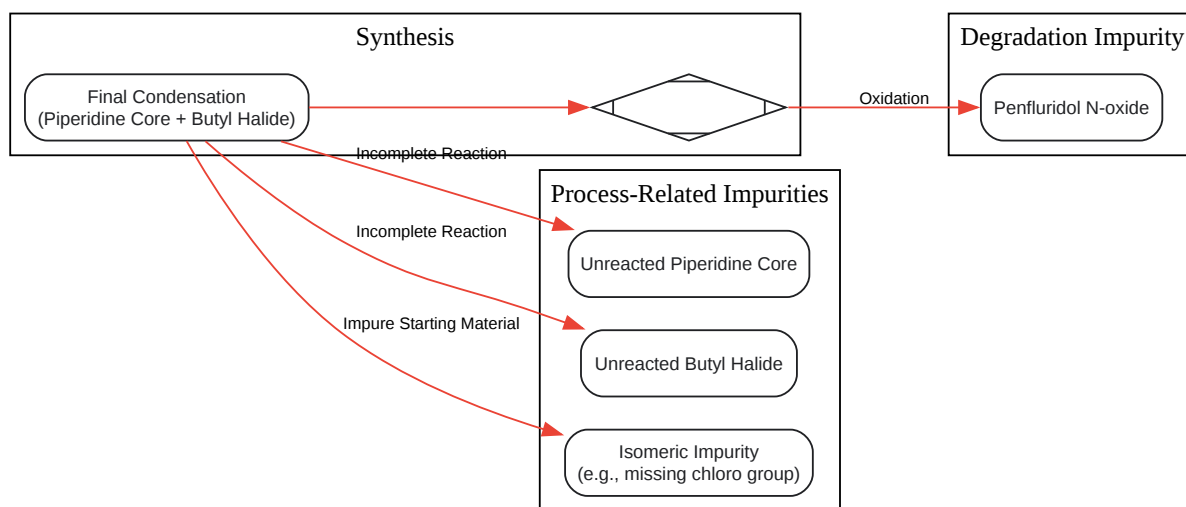 Synthesis
Degradation Impurity
Final Condensation
(Piperidine Core + Butyl Halide)
Oxidation
Penfluridol N-oxide
Incomplete Reaction
Process-Related Impurities
Incomplete Reaction
Unreacted Piperidine Core
Impure Starting Material
Unreacted Butyl Halide
Isomeric Impurity
(e.g., missing chloro group)